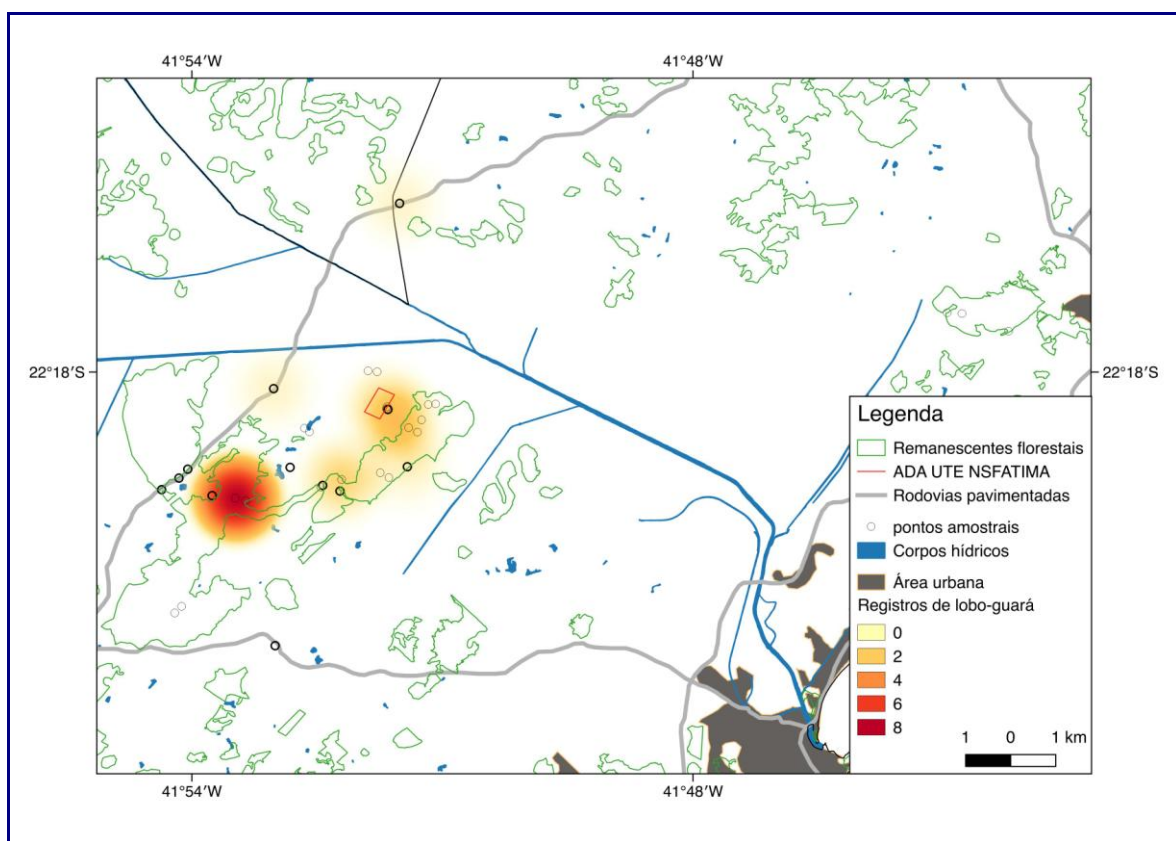 41°54′W
41°48′W
22°18′S
22°18′S
Legenda
Remanescentes florestais
ADA UTE NSFATIMA
Rodovias pavimentadas
pontos amostrais
Corpos hídricos
Área urbana
Registros de lobo-guará
0
2
4
6
8
1 0 1 km
41°54′W
41°48′W